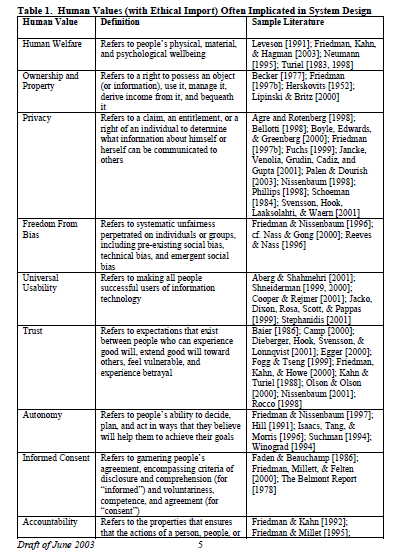 Table 1.  Human Values (with Ethical Import) Often Implicated in System Design
Human Value Definition Sample Literature
Human Welfare Refers to people's physical, material, Leveson [1991]; Friedman, Kahn,
and psychological wellbeing & Hagman [2003]; Neumann
[1995]; Turiel [1983, 1998]
Ownership and Refers to a right to possess an object Becker [1977]; Friedman
Property (or information), use it, manage it, [1997b]; Herskovits [1952];
derive income from it, and bequeath Lipinski & Britz [2000]
it
Privacy Refers to a claim, an entitlement, or a Agre and Rotenberg [1998];
right of an individual to determine Bellotti [1998]; Boyle, Edwards,
what information about himself or & Greenberg [2000]; Friedman
herself can be communicated to [1997b]; Fuchs [1999]; Jancke,
others Venolia, Grudin, Cadiz, and
Gupta [2001]; Palen & Dourish
[2003]; Nissenbaum [1998];
Phillips [1998]; Schoeman
[1984]; Svensson, Hook,
Laaksolahti, & Waern [2001]
Freedom From Refers to systematic unfairness Friedman & Nissenbaum [1996];
Bias perpetrated on individuals or groups, cf. Nass & Gong [2000]; Reeves
including pre-existing social bias, & Nass [1996]
technical bias, and emergent social
bias
Universal Refers to making all people Aberg & Shahmehri [2001];
Usability successful users of information Shneiderman [1999, 2000];
technology Cooper & Rejmer [2001]; Jacko,
Dixon, Rosa, Scott, & Pappas
[1999]; Stephanidis [2001]
Trust Refers to expectations that exist Baier [1986]; Camp [2000];
between people who can experience Dieberger, Hook, Svensson, &
good will, extend good will toward Lonnqvist [2001]; Egger [2000];
others, feel vulnerable, and Fogg & Tseng [1999]; Friedman,
experience betrayal Kahn, & Howe [2000]; Kahn &
Turiel [1988]; Olson & Olson
[2000]; Nissenbaum [2001];
Rocco [1998]
Autonomy Refers to people's ability to decide, Friedman & Nissenbaum [1997];
plan, and act in ways that they believe Hill [1991]; Isaacs, Tang, &
will help them to achieve their goals Morris [1996]; Suchman [1994];
Winograd [1994]
Informed Consent Refers to garnering people's Faden & Beauchamp [1986];
agreement, encompassing criteria of Friedman, Millett, & Felten
disclosure and comprehension (for [2000]; The Belmont Report
"informed") and voluntariness, [1978]
competence, and agreement (for
"consent")
Accountability Refers to the properties that ensures Friedman & Kahn [1992];
that the actions of a person, people, or Friedman & Millet [1995];
Draft of June 2003 5